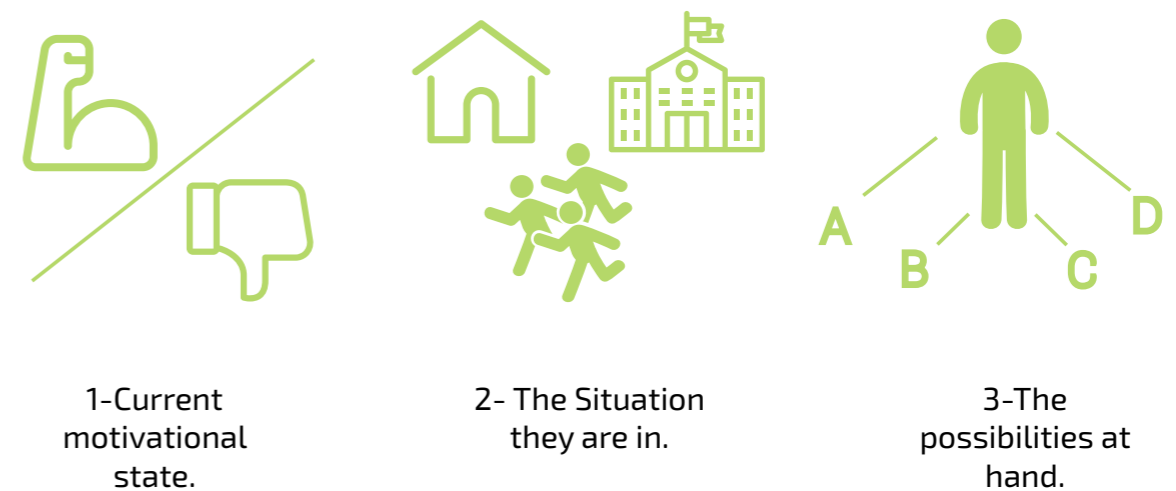 A
B
C
D
1-Current
motivational
state.
2- The Situation
they are in.
3-The
possibilities at
hand.